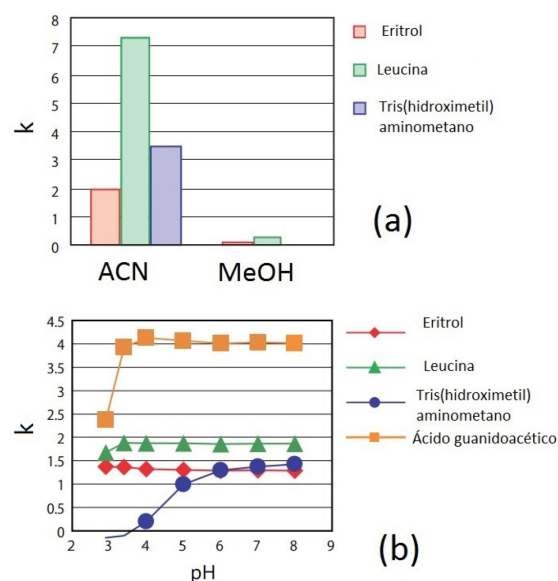 8
7
6
5
4
3
2
1
0
k
ACN
MeOH
Eritrol
Leucina
Tris(hidroximetil)
aminometano
(a)
4.5
4
3.5
3
2.5
2
1.5
1
0.5
0
k
2 3 4 5 6 7 8 9
pH
Eritrol
Leucina
Tris(hidroximetil)
aminometano
Ácido guanidoacético
(b)